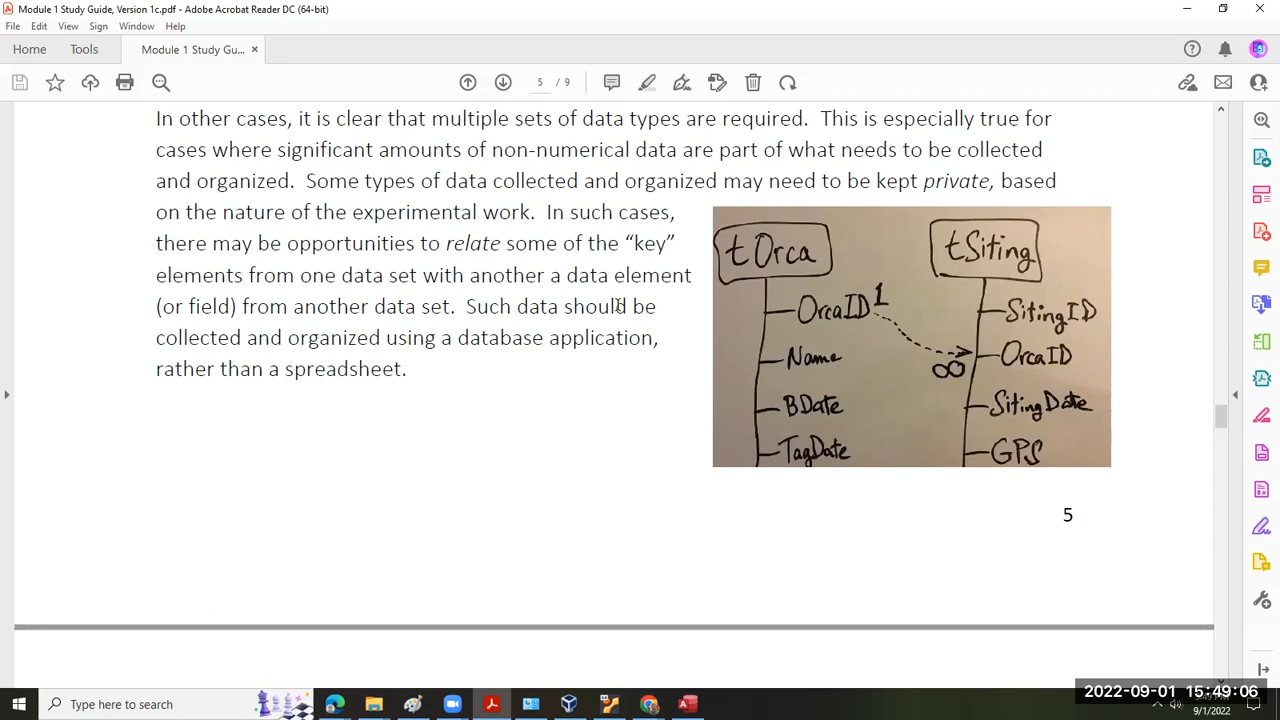 Module 1 Study Guide, Version 1c.pdf - Adobe Acrobat Reader DC (64-bit)
File Edit View Sign Window Help
Home Tools Module 1 Study Gu... ×
5 / 9
In other cases, it is clear that multiple sets of data types are required. This is especially true for
cases where significant amounts of non-numerical data are part of what needs to be collected
and organized. Some types of data collected and organized may need to be kept private, based
on the nature of the experimental work. In such cases,
there may be opportunities to relate some of the “key”
elements from one data set with another a data element
(or field) from another data set. Such data should be
collected and organized using a database application,
rather than a spreadsheet.
tOrca
OrcaID 1
Name
BDate
TagDate
tSiting
SitingID
∞ OrcaID
SitingDate
GPS
5
Type here to search
2022-09-01 15:49:06
9/1/2022